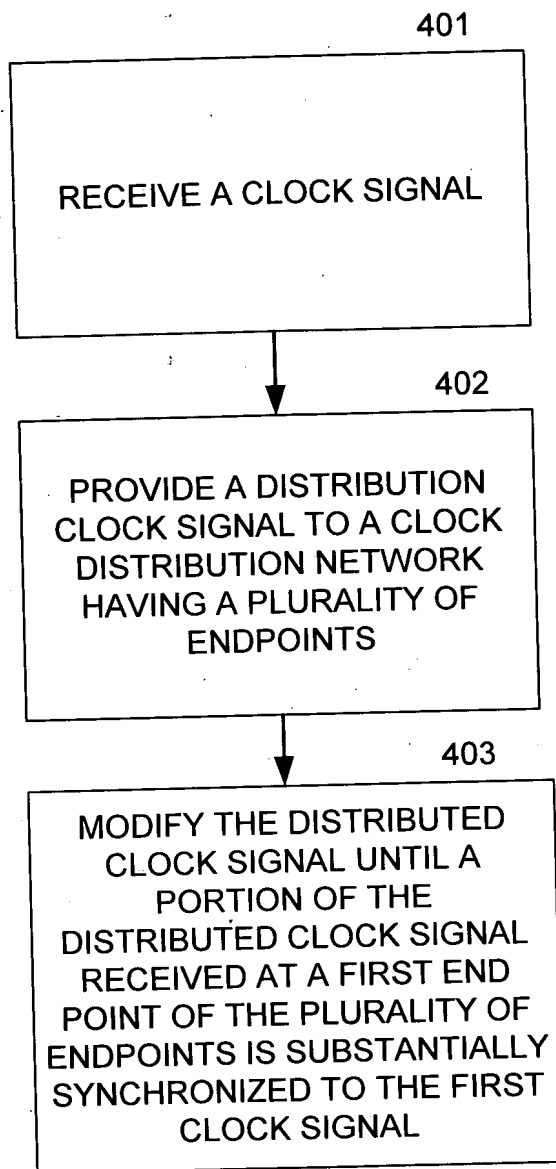 401
RECEIVE A CLOCK SIGNAL
402
PROVIDE A DISTRIBUTION
CLOCK SIGNAL TO A CLOCK
DISTRIBUTION NETWORK
HAVING A PLURALITY OF
ENDPOINTS
403
MODIFY THE DISTRIBUTED
CLOCK SIGNAL UNTIL A
PORTION OF THE
DISTRIBUTED CLOCK SIGNAL
RECEIVED AT A FIRST END
POINT OF THE PLURALITY OF
ENDPOINTS IS SUBSTANTIALLY
SYNCHRONIZED TO THE FIRST
CLOCK SIGNAL